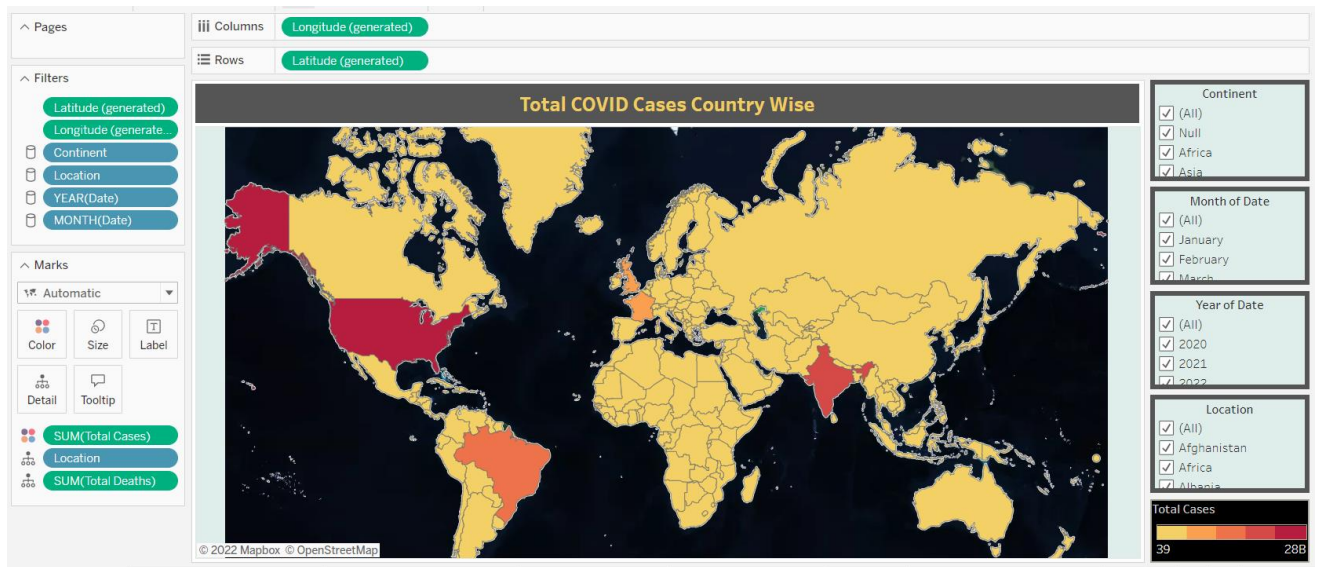 Pages
Columns
Longitude (generated)
Rows
Latitude (generated)
Filters
Latitude (generated)
Longitude (generate...
Continent
Location
YEAR(Date)
MONTH(Date)
Marks
Automatic
Color
Size
Label
Detail
Tooltip
SUM(Total Cases)
Location
SUM(Total Deaths)
Total COVID Cases Country Wise
© 2022 Mapbox © OpenStreetMap
Continent
(All)
Null
Africa
Asia
Month of Date
(All)
January
February
March
Year of Date
(All)
2020
2021
2022
Location
(All)
Afghanistan
Africa
Albania
Total Cases
39 28B